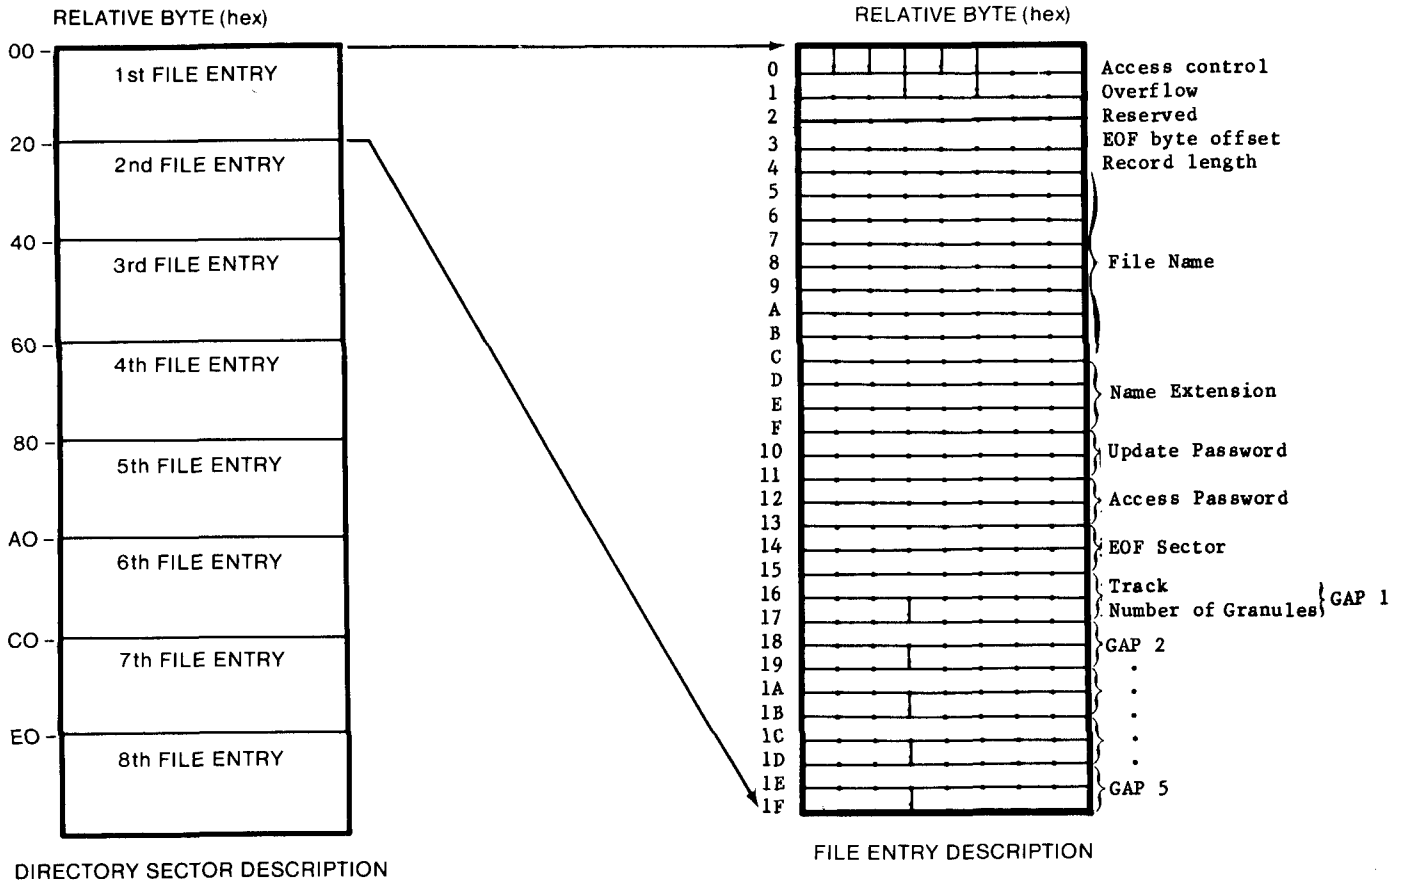 RELATIVE BYTE (hex)
00
1st FILE ENTRY
20
2nd FILE ENTRY
40
3rd FILE ENTRY
60
4th FILE ENTRY
80
5th FILE ENTRY
AO
6th FILE ENTRY
CO
7th FILE ENTRY
EO
8th FILE ENTRY
DIRECTORY SECTOR DESCRIPTION
RELATIVE BYTE (hex)
0 Access control
1 Overflow
2 Reserved
3 EOF byte offset
4 Record length
5
6
7
8 File Name
9
A
B
C
D Name Extension
E
F
10 Update Password
11
12 Access Password
13
14 EOF Sector
15
16 Track
17 Number of Granules GAP 1
18 GAP 2
19
1A
1B
1C
1D
1E GAP 5
1F
FILE ENTRY DESCRIPTION